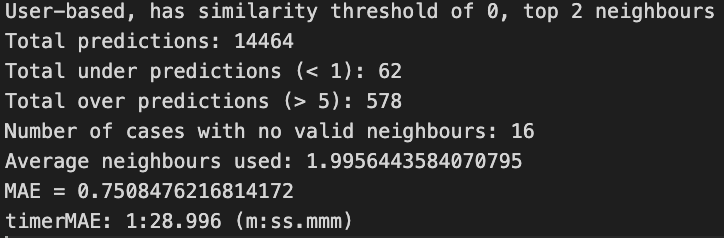 User-based, has similarity threshold of 0, top 2 neighbours
Total predictions: 14464
Total under predictions (< 1): 62
Total over predictions (> 5): 578
Number of cases with no valid neighbours: 16
Average neighbours used: 1.9956443584070795
MAE = 0.7508476216814172
timerMAE: 1:28.996 (m:ss.mmm)